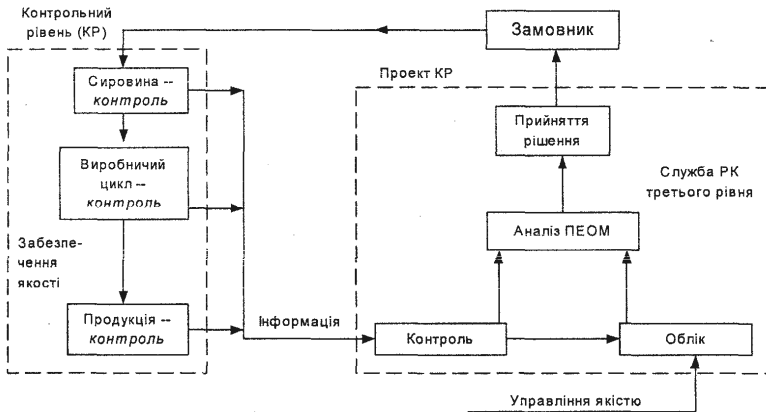 Контрольний
рівень (КР)
Замовник
Проект КР
Сировина --
контроль
Виробничий
цикл --
контроль
Забезпе-
чення
якості
Продукція --
контроль
інформація
Прийняття
рішення
Служба РК
третього рівня
Аналіз ПЕОМ
Контроль
Облік
Управління якістю